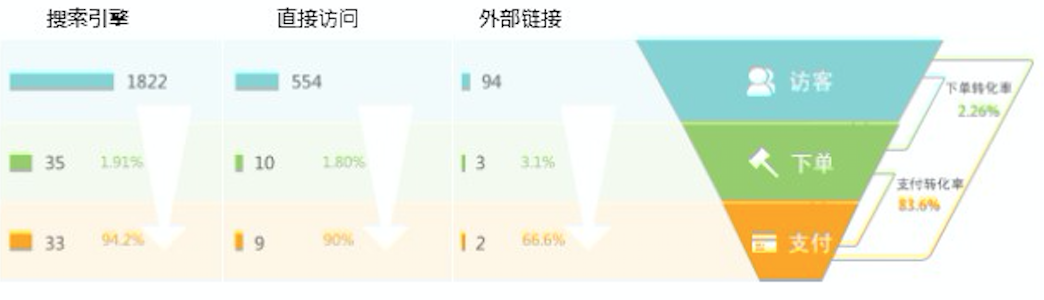 搜索引擎 直接访问 外部链接
1822 554 94 访客
下单转化率
2.26%
35 1.91% 10 1.80% 3 3.1% 下单
支付转化率
83.6%
33 94.2% 9 90% 2 66.6% 支付